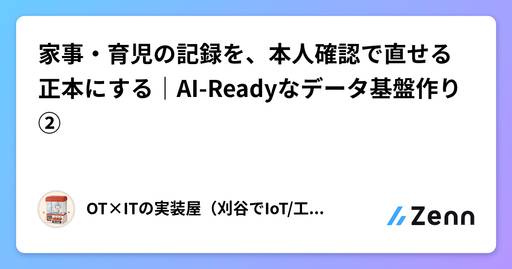 家事・育児の記録を、本人確認で直せる
正本にする｜AI-Readyなデータ基盤作り
②
OT×ITの実装屋（刈谷でIoT/工...
Zenn